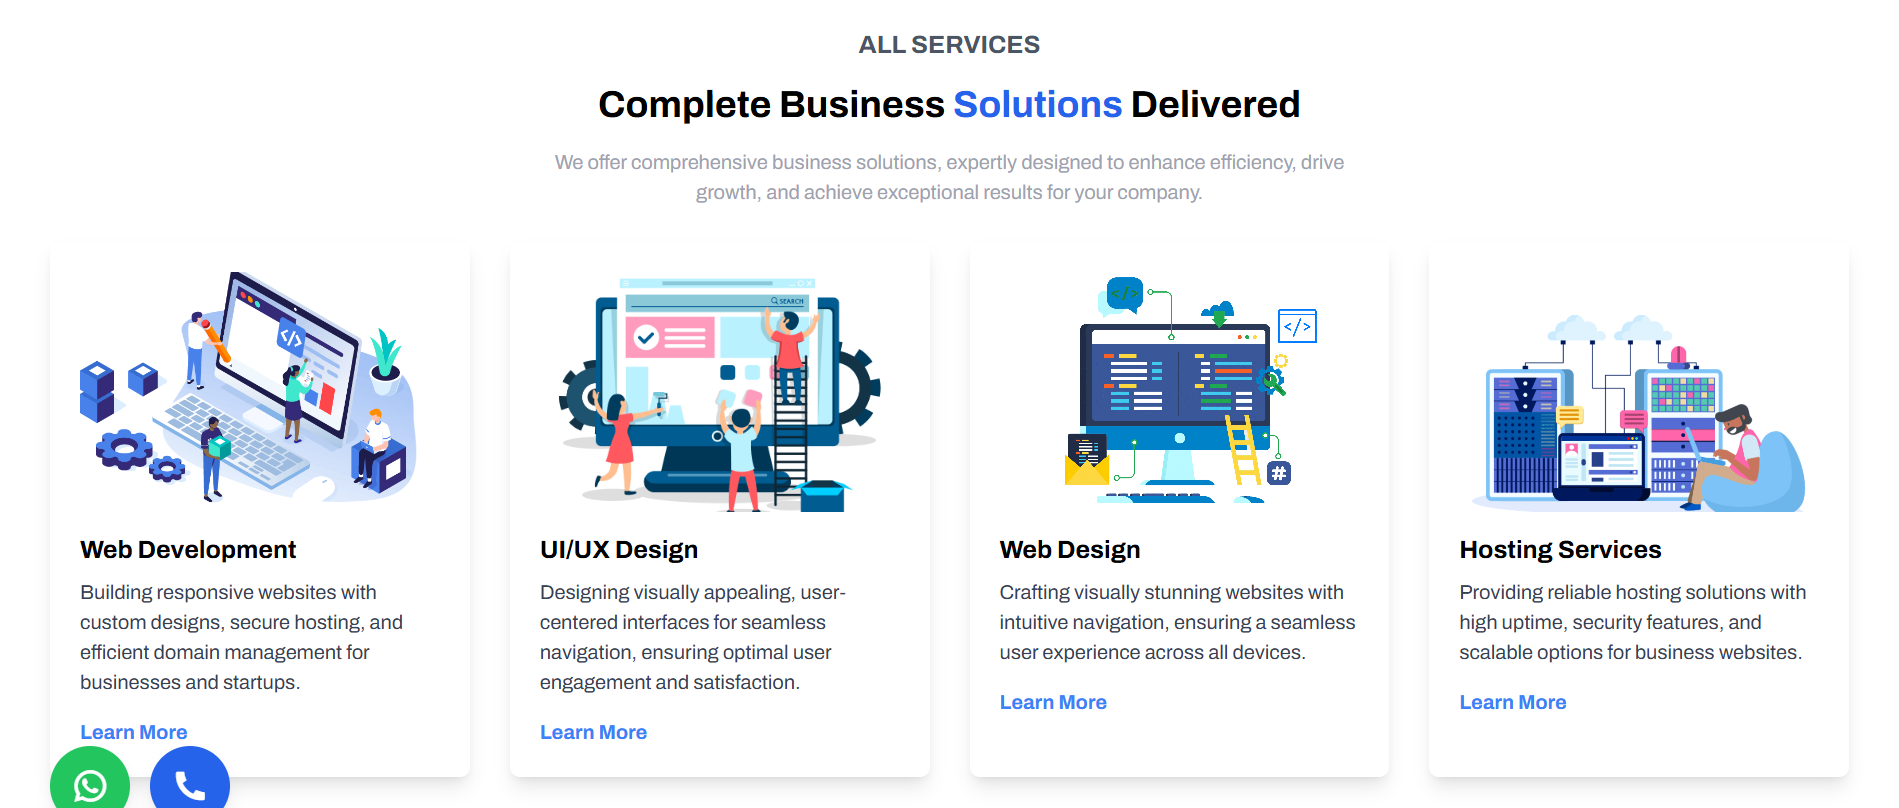 ALL SERVICES
Complete Business Solutions Delivered
We offer comprehensive business solutions, expertly designed to enhance efficiency, drive
growth, and achieve exceptional results for your company.
</>
SEARCH
</>
</>
#
Web Development
Building responsive websites with
custom designs, secure hosting, and
efficient domain management for
businesses and startups.
Learn More
UI/UX Design
Designing visually appealing, user-
centered interfaces for seamless
navigation, ensuring optimal user
engagement and satisfaction.
Learn More
Web Design
Crafting visually stunning websites with
intuitive navigation, ensuring a seamless
user experience across all devices.
Learn More
Hosting Services
Providing reliable hosting solutions with
high uptime, security features, and
scalable options for business websites.
Learn More